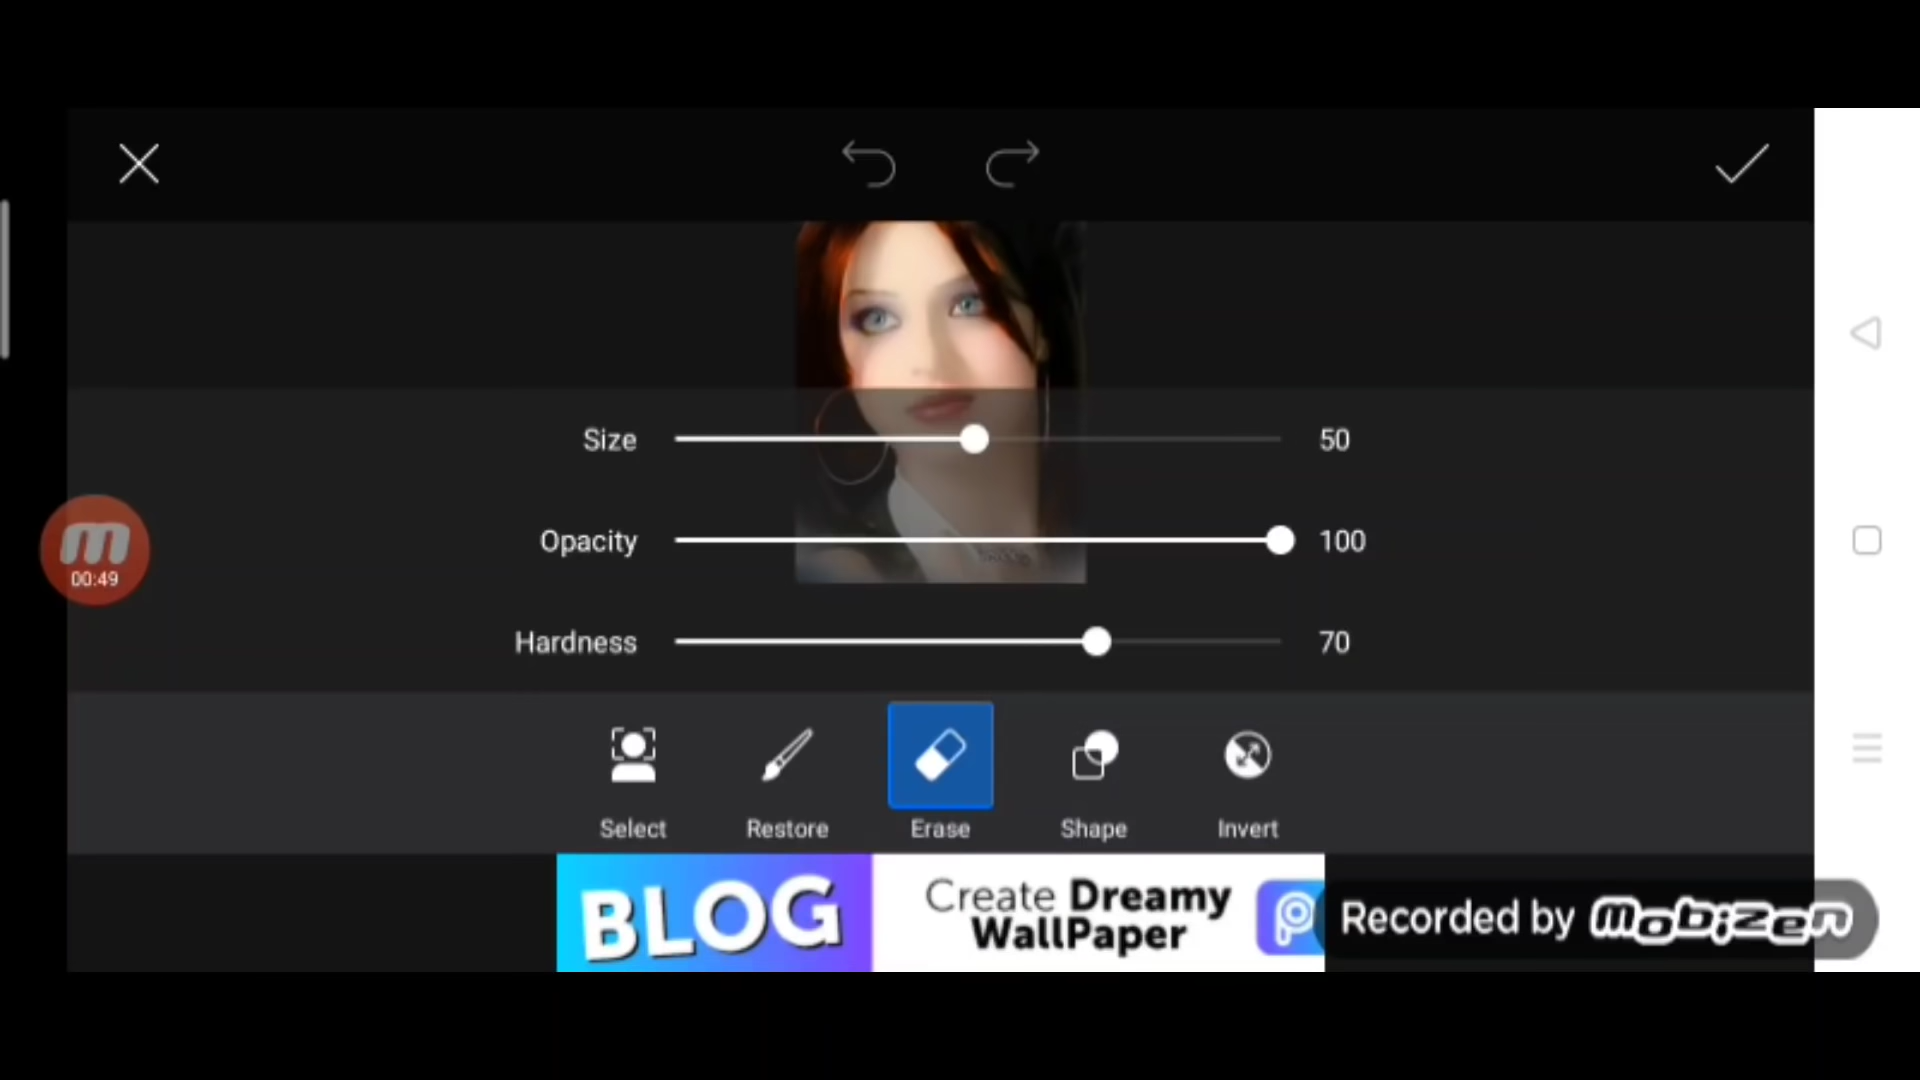 Size 50
Opacity 100
00:49
Hardness 70
Select Restore Erase Shape Invert
BLOG
Create Dreamy
WallPaper
Recorded by mobizen